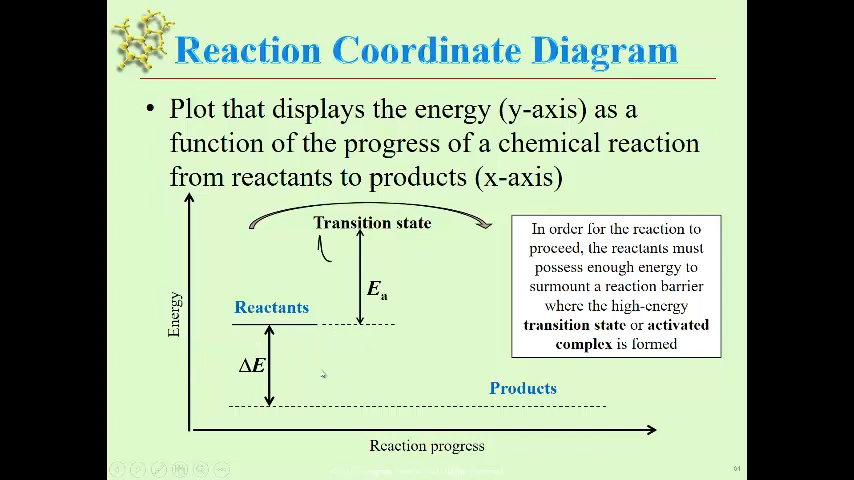 Reaction Coordinate Diagram
• Plot that displays the energy (y-axis) as a
function of the progress of a chemical reaction
from reactants to products (x-axis)
Transition state
In order for the reaction to
proceed, the reactants must
possess enough energy to
surmount a reaction barrier
where the high-energy
transition state or activated
complex is formed
Eₐ
Reactants
Energy
ΔE
Products
Reaction progress